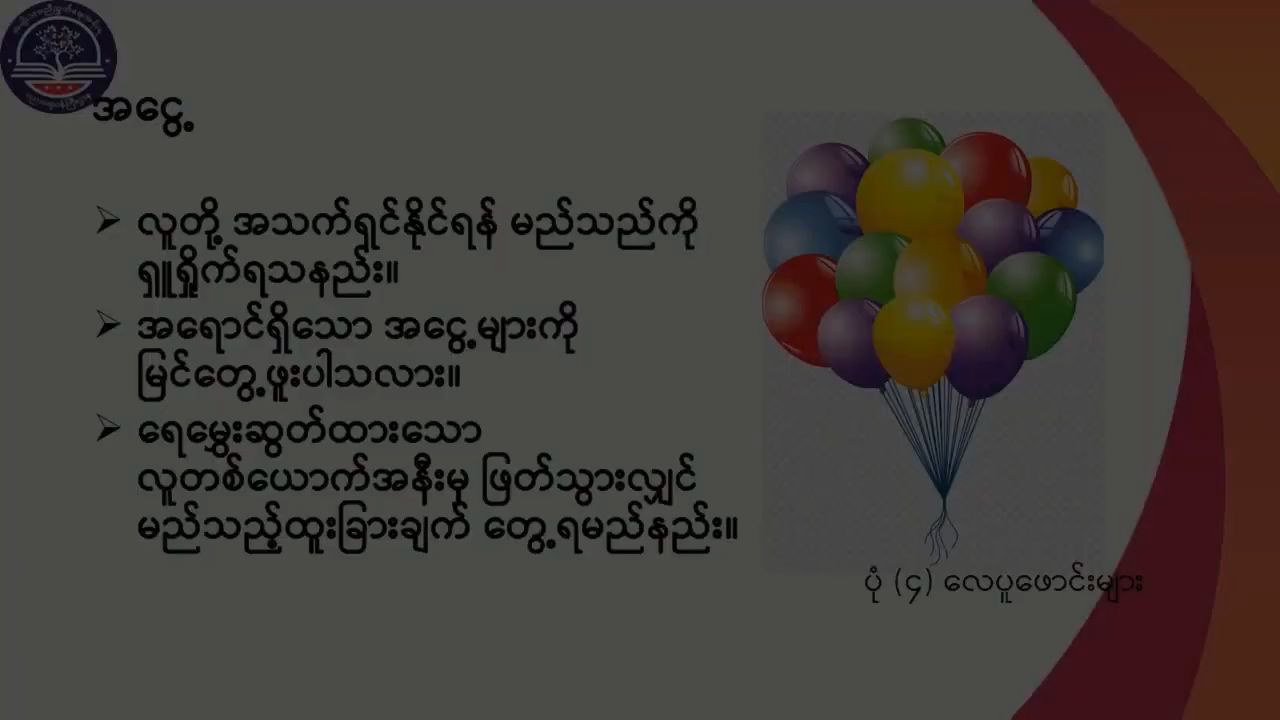 အငွေ့
➢ လူတို့ အသက်ရှင်နိုင်ရန် မည်သည်ကို
ရှူရှိုက်ရသနည်း။
➢ အရောင်ရှိသော အငွေ့များကို
မြင်တွေ့ဖူးပါသလား။
➢ ရေမွှေးဆွတ်ထားသော
လူတစ်ယောက်အနီးမှ ဖြတ်သွားလျှင်
မည်သည့်ထူးခြားချက် တွေ့ရမည်နည်း။
ပုံ (၄) လေပူဖောင်းများ